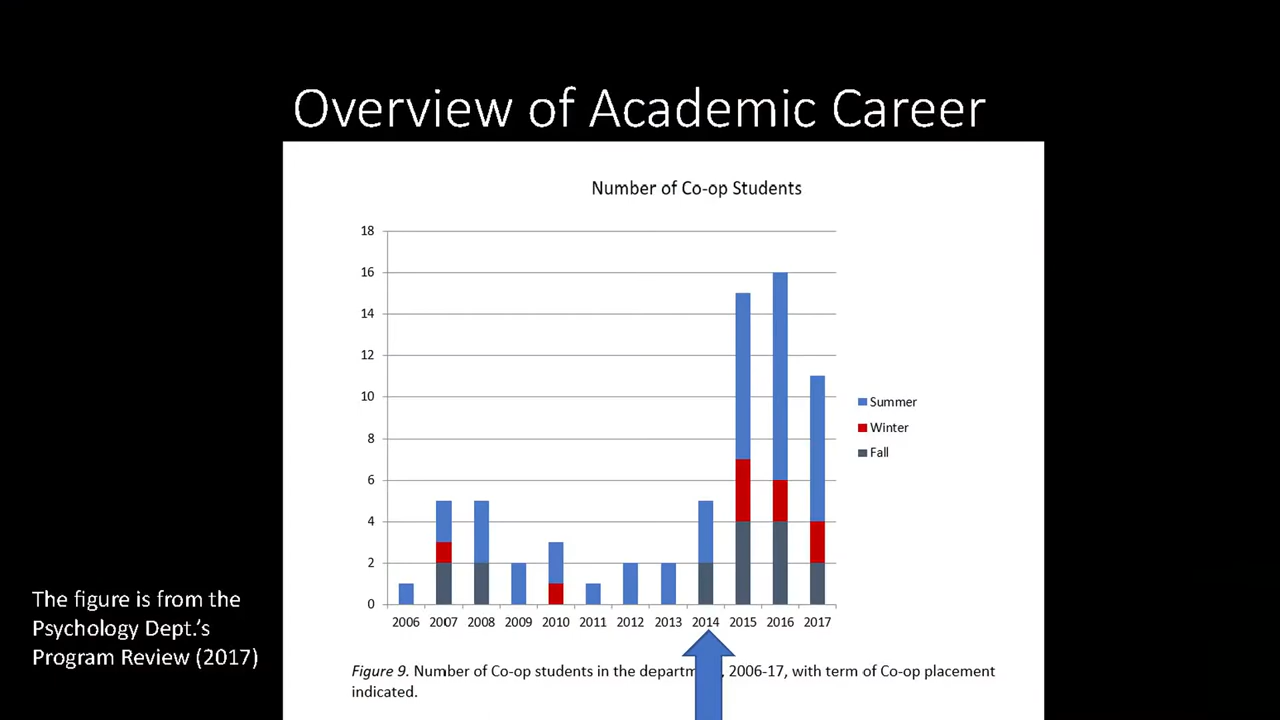 Overview of Academic Career
Number of Co-op Students
18
16
14
12
10
8
6
4
2
0
2006 2007 2008 2009 2010 2011 2012 2013 2014 2015 2016 2017
Summer
Winter
Fall
Figure 9. Number of Co-op students in the departm , 2006-17, with term of Co-op placement
indicated.
The figure is from the
Psychology Dept.'s
Program Review (2017)